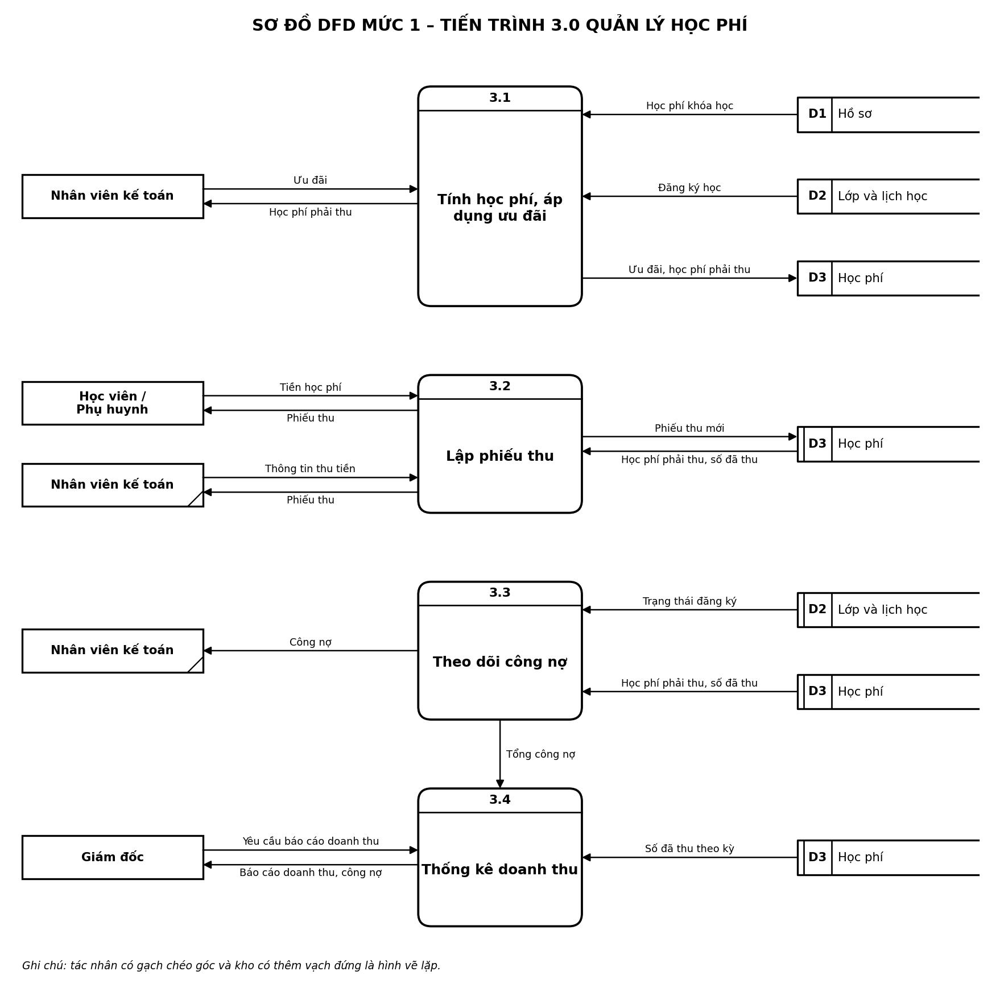 SƠ ĐỒ DFD MỨC 1 – TIẾN TRÌNH 3.0 QUẢN LÝ HỌC PHÍ
3.1
Học phí khóa học
D1 Hồ sơ
Nhân viên kế toán
Ưu đãi
Học phí phải thu
Tính học phí, áp
dụng ưu đãi
Đăng ký học
D2 Lớp và lịch học
Ưu đãi, học phí phải thu
D3 Học phí
3.2
Học viên /
Phụ huynh
Tiền học phí
Phiếu thu
Lập phiếu thu
Phiếu thu mới
Học phí phải thu, số đã thu
D3 Học phí
Nhân viên kế toán
Thông tin thu tiền
Phiếu thu
3.3
Trạng thái đăng ký
D2 Lớp và lịch học
Nhân viên kế toán
Công nợ
Theo dõi công nợ
Học phí phải thu, số đã thu
D3 Học phí
Tổng công nợ
3.4
Giám đốc
Yêu cầu báo cáo doanh thu
Báo cáo doanh thu, công nợ
Thống kê doanh thu
Số đã thu theo kỳ
D3 Học phí
Ghi chú: tác nhân có gạch chéo góc và kho có thêm vạch đứng là hình vẽ lặp.